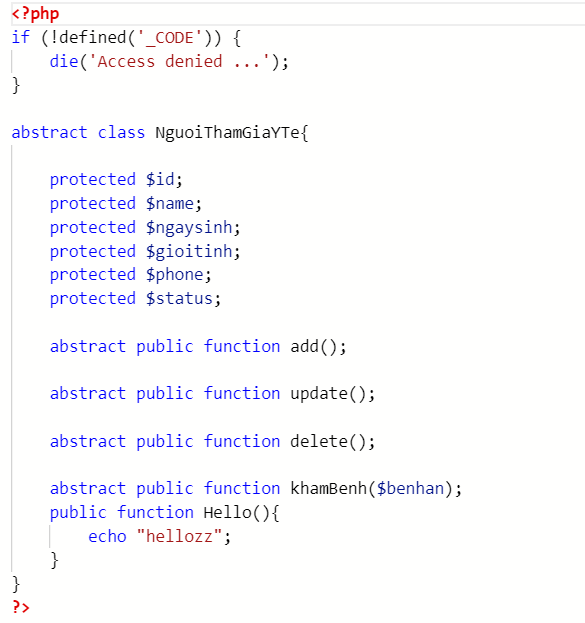 <?php
if (!defined('_CODE')) {
    die('Access denied ...');
}

abstract class NguoiThamGiaYTe{

    protected $id;
    protected $name;
    protected $ngaysinh;
    protected $gioitinh;
    protected $phone;
    protected $status;

    abstract public function add();

    abstract public function update();

    abstract public function delete();

    abstract public function khamBenh($benhan);
    public function Hello(){
        echo "hellozz";
    }
}
?>